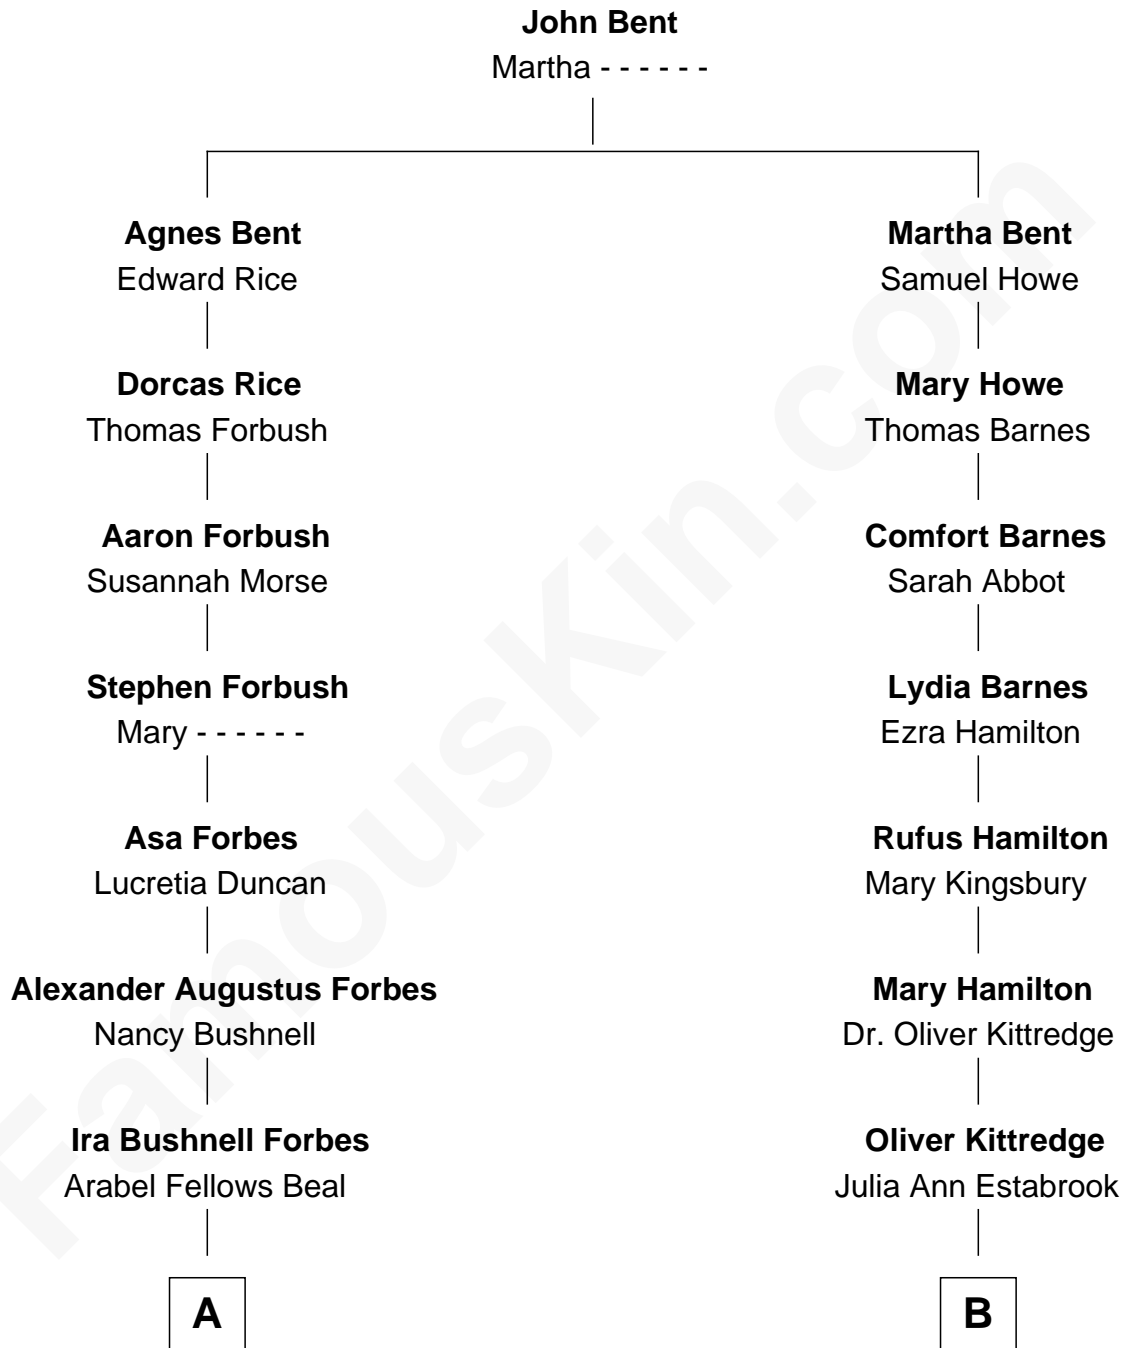 John Bent
Martha - - - - - -
Agnes Bent
Edward Rice
Martha Bent
Samuel Howe
Dorcas Rice
Thomas Forbush
Mary Howe
Thomas Barnes
Aaron Forbush
Susannah Morse
Comfort Barnes
Sarah Abbot
Stephen Forbush
Mary - - - - - -
Lydia Barnes
Ezra Hamilton
Asa Forbes
Lucretia Duncan
Rufus Hamilton
Mary Kingsbury
Alexander Augustus Forbes
Nancy Bushnell
Mary Hamilton
Dr. Oliver Kittredge
Ira Bushnell Forbes
Arabel Fellows Beal
Oliver Kittredge
Julia Ann Estabrook
A
B
FamousKin.com